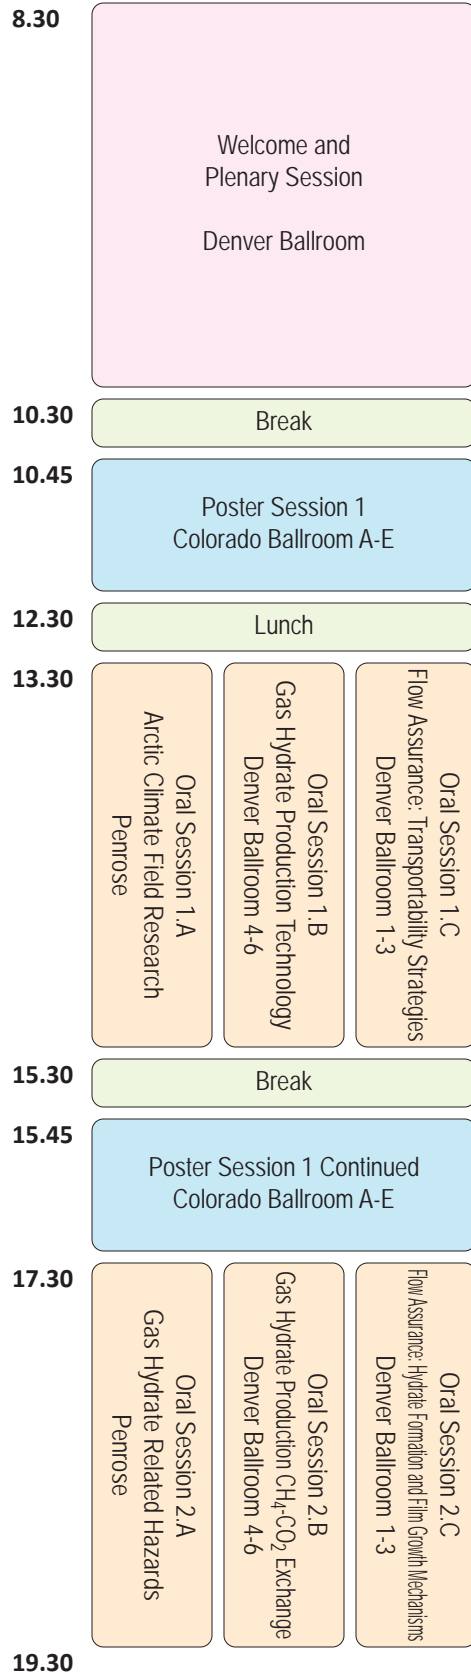 8.30
Welcome and
Plenary Session
Denver Ballroom
10.30
Break
10.45
Poster Session 1
Colorado Ballroom A-E
12.30
Lunch
13.30
Oral Session 1.A
Arctic Climate Field Research
Penrose
Oral Session 1.B
Gas Hydrate Production Technology
Denver Ballroom 4-6
Oral Session 1.C
Flow Assurance: Transportability Strategies
Denver Ballroom 1-3
15.30
Break
15.45
Poster Session 1 Continued
Colorado Ballroom A-E
17.30
Oral Session 2.A
Gas Hydrate Related Hazards
Penrose
Oral Session 2.B
Gas Hydrate Production CH₄-CO₂ Exchange
Denver Ballroom 4-6
Oral Session 2.C
Flow Assurance: Hydrate Formation and Film Growth Mechanisms
Denver Ballroom 1-3
19.30